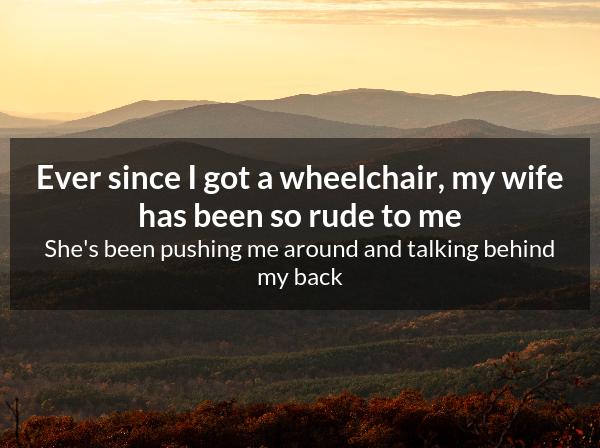 Ever since I got a wheelchair, my wife
has been so rude to me
She's been pushing me around and talking behind
my back